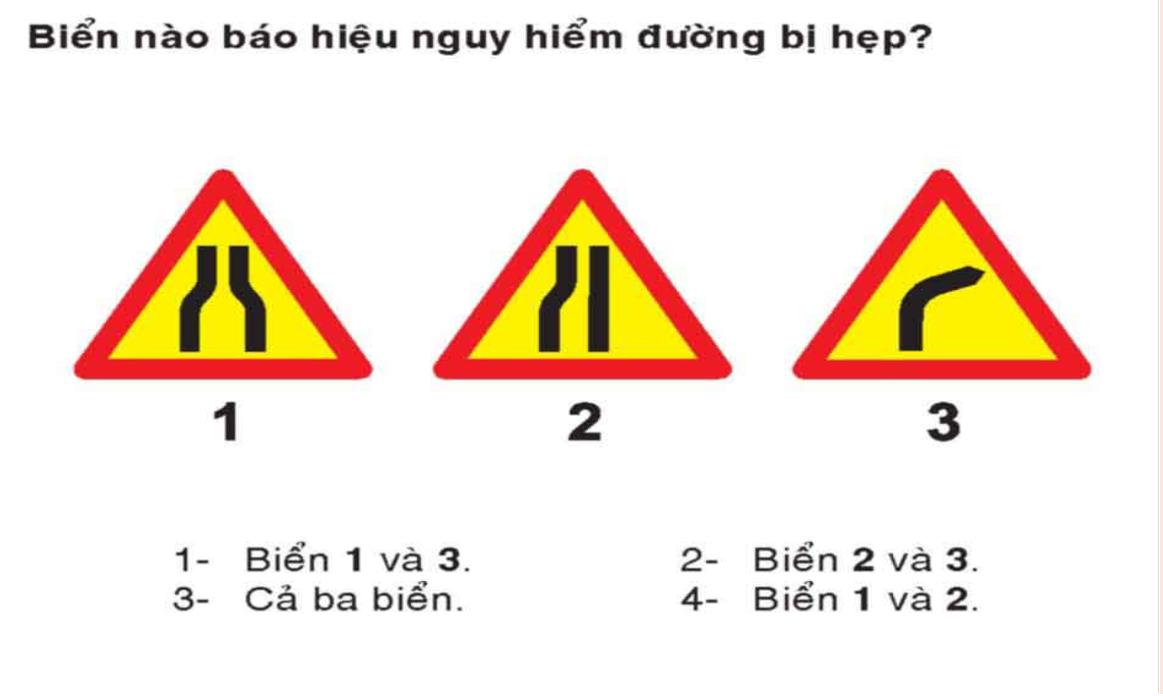 Biển nào báo hiệu nguy hiểm đường bị hẹp?
1 2 3
1- Biển 1 và 3. 2- Biển 2 và 3.
3- Cả ba biển. 4- Biển 1 và 2.